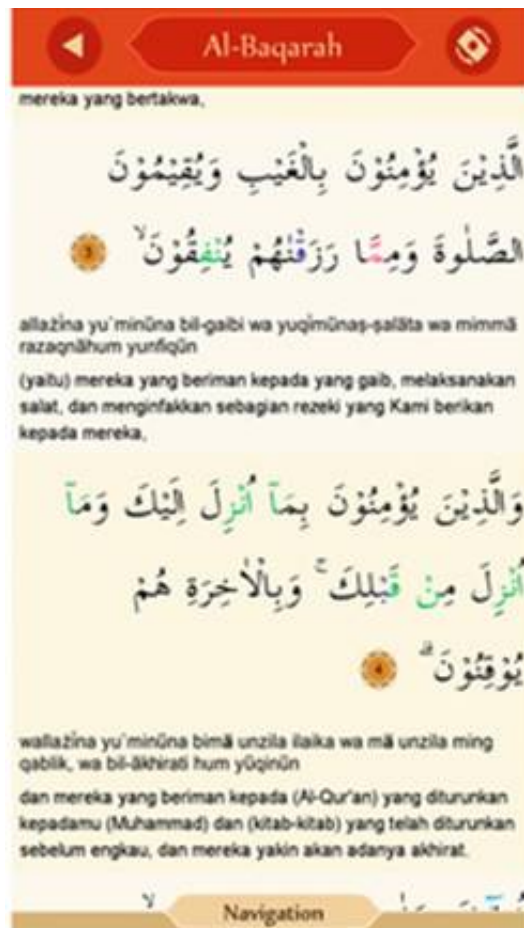 Al-Baqarah
mereka yang bertakwa,
الَّذِيْنَ يُؤْمِنُوْنَ بِالْغَيْبِ وَيُقِيْمُوْنَ
الصَّلٰوةَ وَمِمَّا رَزَقْنٰهُمْ يُنْفِقُوْنَ ۙ 3
allażīna yu`minūna bil-gaibi wa yuqīmūnaṣ-ṣalāta wa mimmā
razaqnāhum yunfiqūn
(yaitu) mereka yang beriman kepada yang gaib, melaksanakan
salat, dan menginfakkan sebagian rezeki yang Kami berikan
kepada mereka,
وَالَّذِيْنَ يُؤْمِنُوْنَ بِمَآ اُنْزِلَ اِلَيْكَ وَمَآ
اُنْزِلَ مِنْ قَبْلِكَ ۚ وَبِالْاٰخِرَةِ هُمْ
يُوْقِنُوْنَ ۗ 4
wallażīna yu`minūna bimā unzila ilaika wa mā unzila ming
qablik, wa bil-ākhirati hum yūqinūn
dan mereka yang beriman kepada (Al-Qur'an) yang diturunkan
kepadamu (Muhammad) dan (kitab-kitab) yang telah diturunkan
sebelum engkau, dan mereka yakin akan adanya akhirat.
Navigation